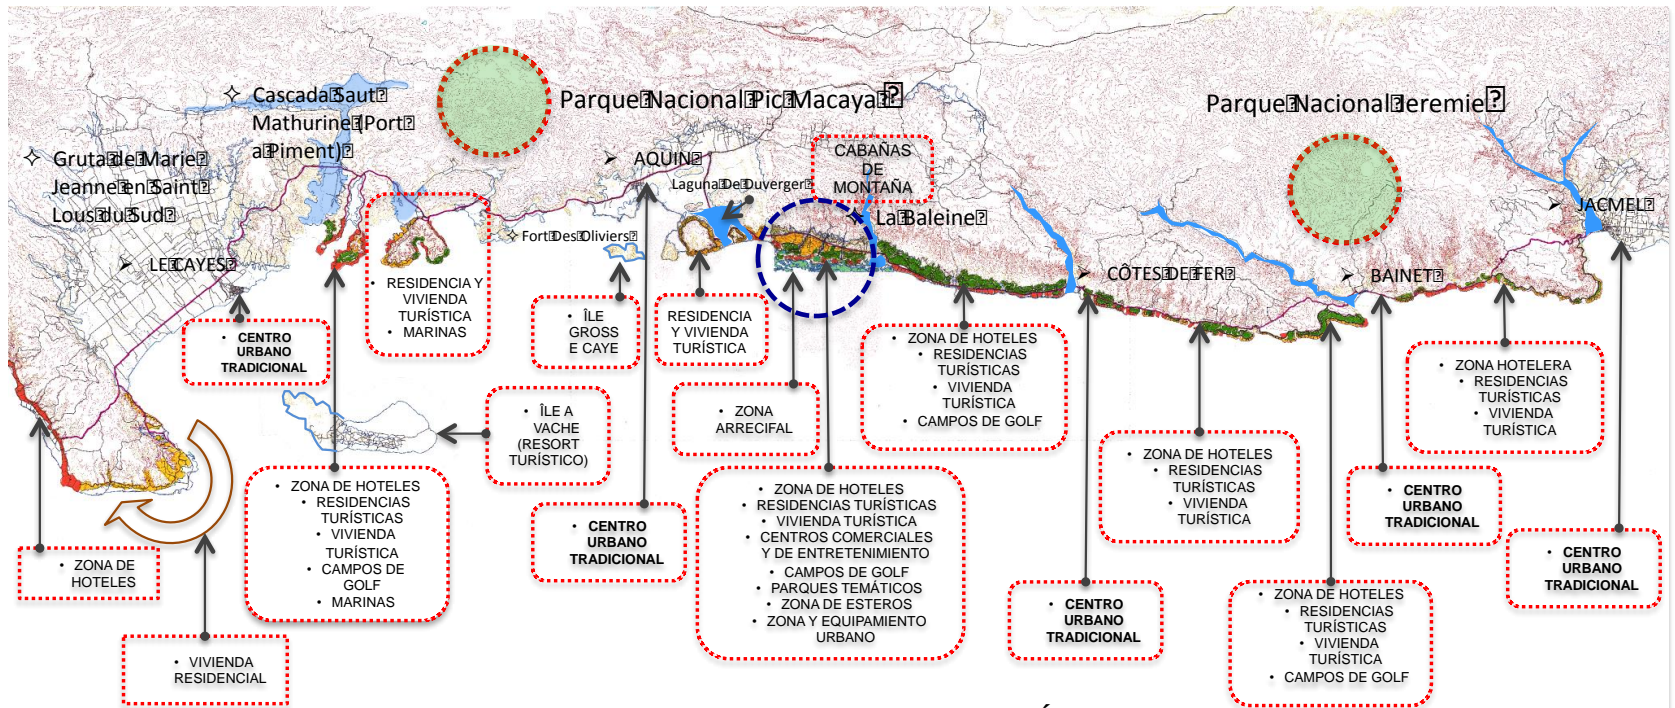 ✧ Cascada Saut
Mathurine (Port
a Piment)
Parque Nacional Pic Macaya
Parque Nacional Jeremie
✧ Gruta de Marie
Jeanne en Saint
Lous du Sud
➢ LE CAYES
➢ AQUIN
Laguna De Duverger
CABAÑAS
DE
MONTAÑA
✧ La Baleine
✧ Fort Des Oliviers
➢ CÔTES DE FER
➢ BAINET
➢ JACMEL
• RESIDENCIA Y
VIVIENDA
TURÍSTICA
• MARINAS
• CENTRO
URBANO
TRADICIONAL
• ÎLE
GROSS
E CAYE
RESIDENCIA
Y VIVIENDA
TURÍSTICA
• ZONA DE HOTELES
• RESIDENCIAS
TURÍSTICAS
• VIVIENDA
TURÍSTICA
• CAMPOS DE GOLF
• ZONA HOTELERA
• RESIDENCIAS
TURÍSTICAS
• VIVIENDA
TURÍSTICA
• ÎLE A
VACHE
(RESORT
TURÍSTICO)
• ZONA
ARRECIFAL
• ZONA DE HOTELES
• RESIDENCIAS
TURÍSTICAS
• VIVIENDA
TURÍSTICA
• ZONA DE
HOTELES
• ZONA DE HOTELES
• RESIDENCIAS
TURÍSTICAS
• VIVIENDA
TURÍSTICA
• CAMPOS DE
GOLF
• MARINAS
• CENTRO
URBANO
TRADICIONAL
• ZONA DE HOTELES
• RESIDENCIAS TURÍSTICAS
• VIVIENDA TURÍSTICA
• CENTROS COMERCIALES
Y DE ENTRETENIMIENTO
• CAMPOS DE GOLF
• PARQUES TEMÁTICOS
• ZONA DE ESTEROS
• ZONA Y EQUIPAMIENTO
URBANO
• CENTRO
URBANO
TRADICIONAL
• CENTRO
URBANO
TRADICIONAL
• CENTRO
URBANO
TRADICIONAL
• ZONA DE HOTELES
• RESIDENCIAS
TURÍSTICAS
• VIVIENDA
TURÍSTICA
• CAMPOS DE GOLF
• VIVIENDA
RESIDENCIAL